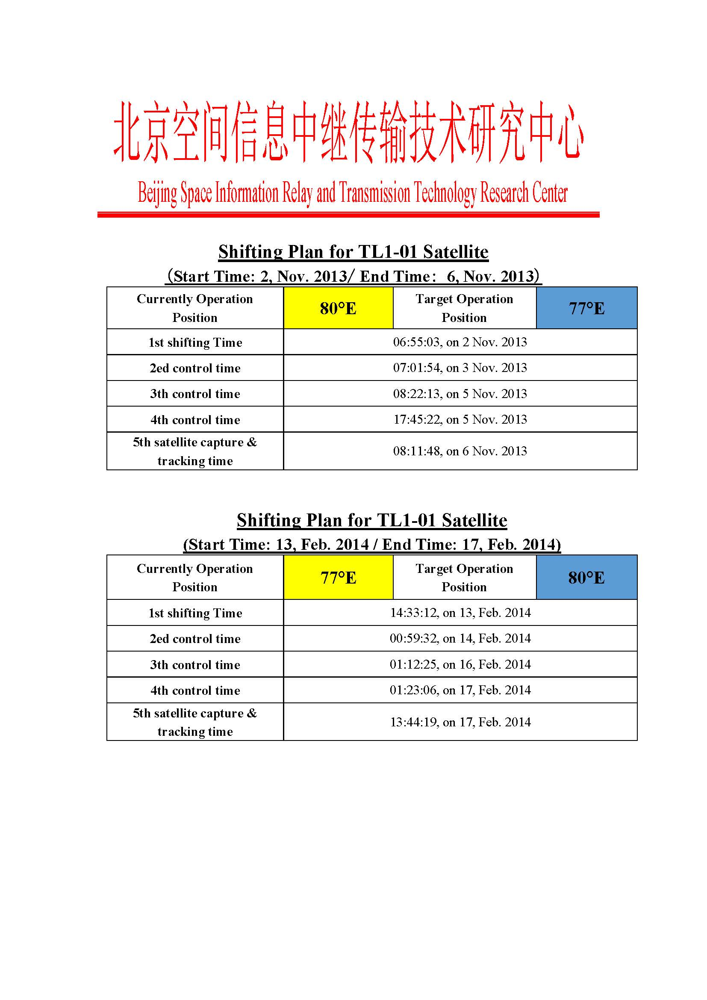 北京空间信息中继传输技术研究中心
Beijing Space Information Relay and Transmission Technology Research Center
Shifting Plan for TL1-01 Satellite
(Start Time: 2, Nov. 2013/ End Time: 6, Nov. 2013)
Currently Operation
Position
80°E
Target Operation
Position
77°E
1st shifting Time
06:55:03, on 2 Nov. 2013
2ed control time
07:01:54, on 3 Nov. 2013
3th control time
08:22:13, on 5 Nov. 2013
4th control time
17:45:22, on 5 Nov. 2013
5th satellite capture &
tracking time
08:11:48, on 6 Nov. 2013
Shifting Plan for TL1-01 Satellite
(Start Time: 13, Feb. 2014 / End Time: 17, Feb. 2014)
Currently Operation
Position
77°E
Target Operation
Position
80°E
1st shifting Time
14:33:12, on 13, Feb. 2014
2ed control time
00:59:32, on 14, Feb. 2014
3th control time
01:12:25, on 16, Feb. 2014
4th control time
01:23:06, on 17, Feb. 2014
5th satellite capture &
tracking time
13:44:19, on 17, Feb. 2014